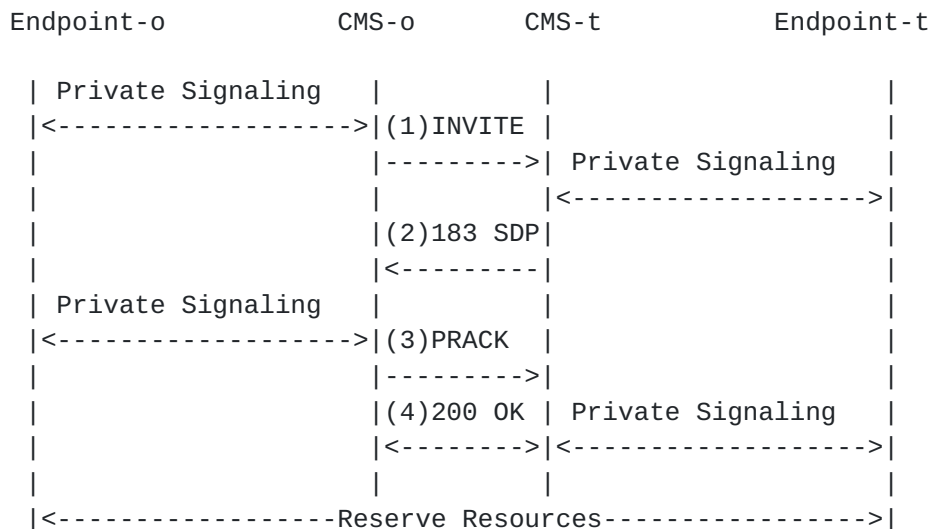 Endpoint-o CMS-o CMS-t Endpoint-t
| Private Signaling | | |
|<------------------->|(1)INVITE | |
| |--------->| Private Signaling |
| | |<------------------->|
| |(2)183 SDP| |
| |<---------| |
| Private Signaling | | |
|<------------------->|(3)PRACK | |
| |--------->| |
| |(4)200 OK | Private Signaling |
| |<-------->|<------------------->|
| | | |
|<------------------Reserve Resources----------------->|